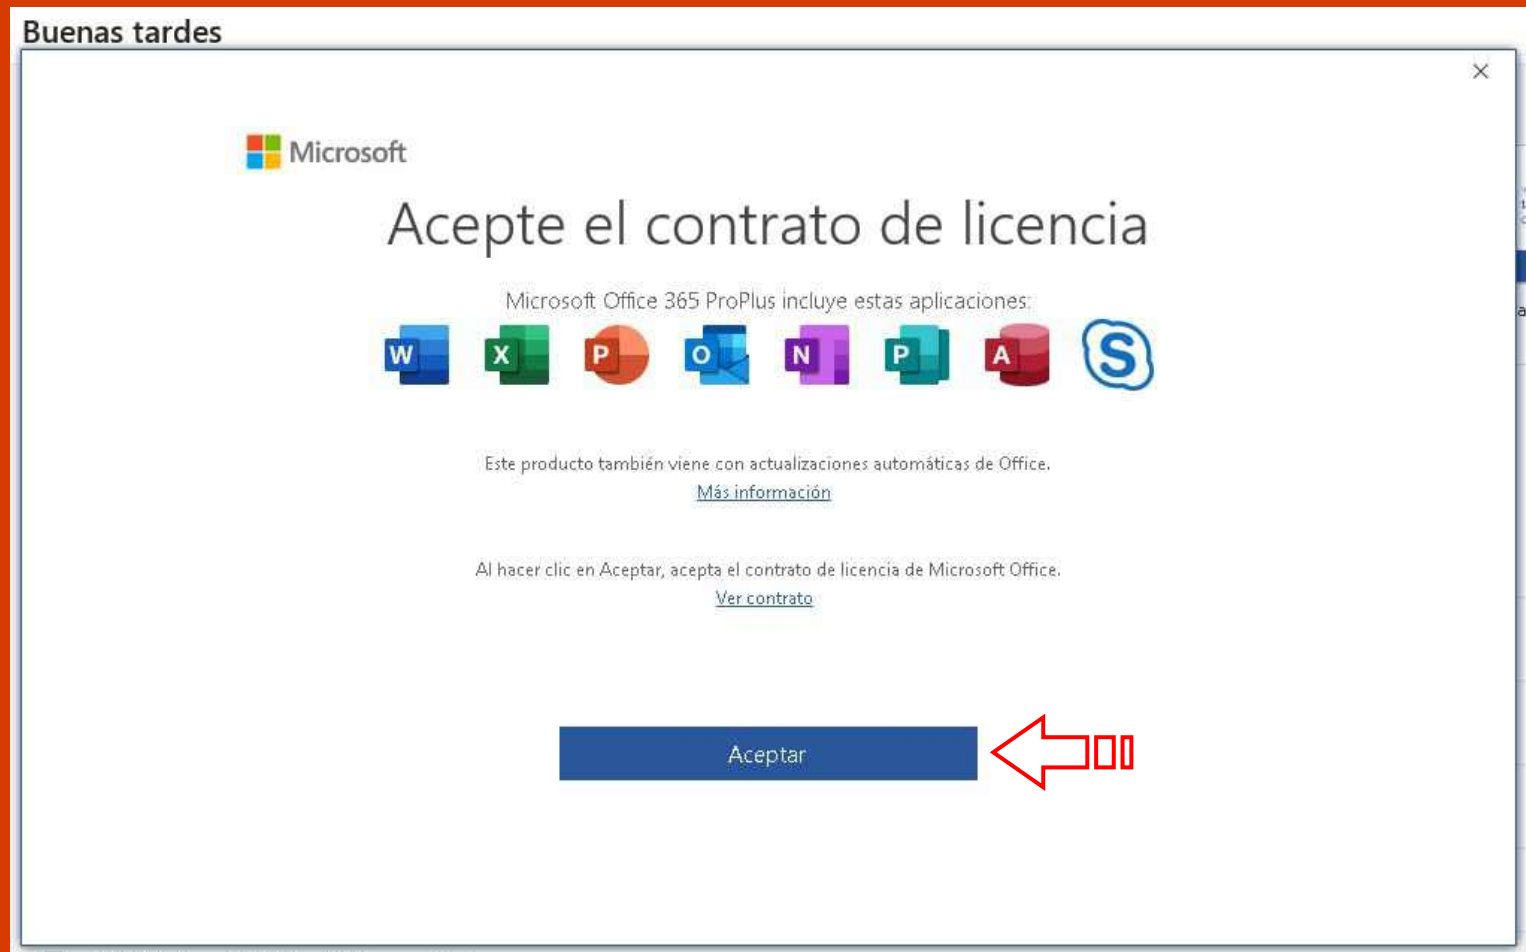 Buenas tardes
Microsoft
Acepte el contrato de licencia
Microsoft Office 365 ProPlus incluye estas aplicaciones:
W X P O N P A S
Este producto también viene con actualizaciones automáticas de Office.
Más información
Al hacer clic en Aceptar, acepta el contrato de licencia de Microsoft Office.
Ver contrato
Aceptar